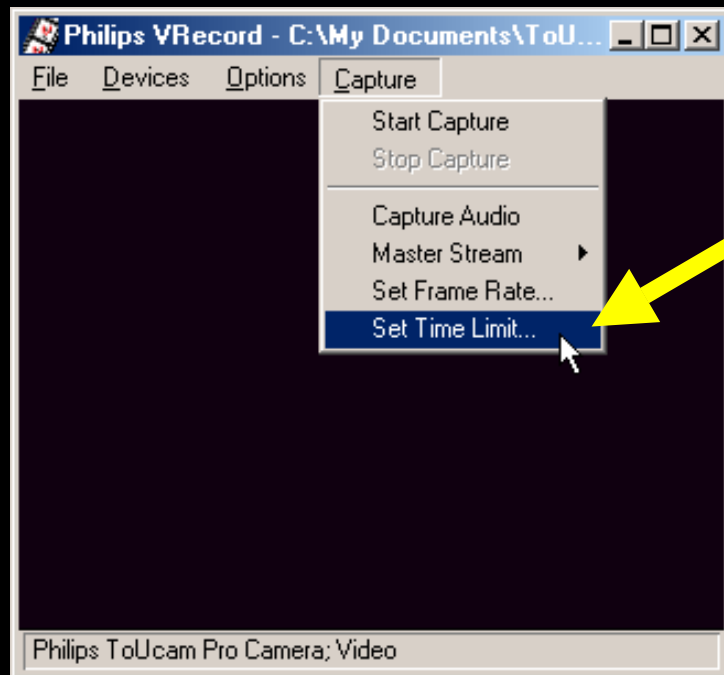 Philips VRecord - C:\My Documents\ToU...
File Devices Options Capture
Start Capture
Stop Capture
Capture Audio
Master Stream
Set Frame Rate...
Set Time Limit...
Philips ToUcam Pro Camera; Video